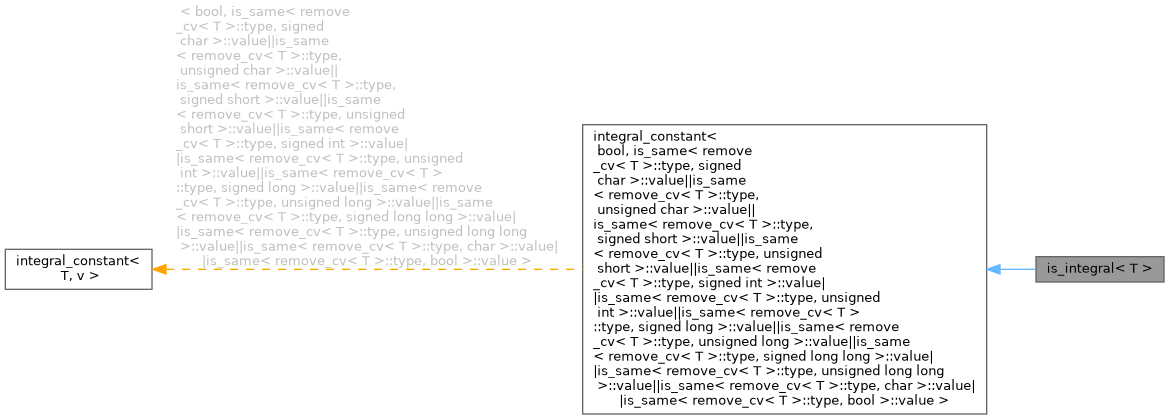 < bool, is_same< remove
_cv< T >::type, signed
char >::value||is_same
< remove_cv< T >::type,
unsigned char >::value||
is_same< remove_cv< T >::type,
signed short >::value||is_same
< remove_cv< T >::type, unsigned
short >::value||is_same< remove
_cv< T >::type, signed int >::value|
|is_same< remove_cv< T >::type, unsigned
int >::value||is_same< remove_cv< T >
::type, signed long >::value||is_same< remove
_cv< T >::type, unsigned long >::value||is_same
< remove_cv< T >::type, signed long long >::value|
|is_same< remove_cv< T >::type, unsigned long long
>::value||is_same< remove_cv< T >::type, char >::value|
|is_same< remove_cv< T >::type, bool >::value >
integral_constant<
T, v >
integral_constant<
bool, is_same< remove
_cv< T >::type, signed
char >::value||is_same
< remove_cv< T >::type,
unsigned char >::value||
is_same< remove_cv< T >::type,
signed short >::value||is_same
< remove_cv< T >::type, unsigned
short >::value||is_same< remove
_cv< T >::type, signed int >::value|
|is_same< remove_cv< T >::type, unsigned
int >::value||is_same< remove_cv< T >
::type, signed long >::value||is_same< remove
_cv< T >::type, unsigned long >::value||is_same
< remove_cv< T >::type, signed long long >::value|
|is_same< remove_cv< T >::type, unsigned long long
>::value||is_same< remove_cv< T >::type, char >::value|
|is_same< remove_cv< T >::type, bool >::value >
is_integral< T >